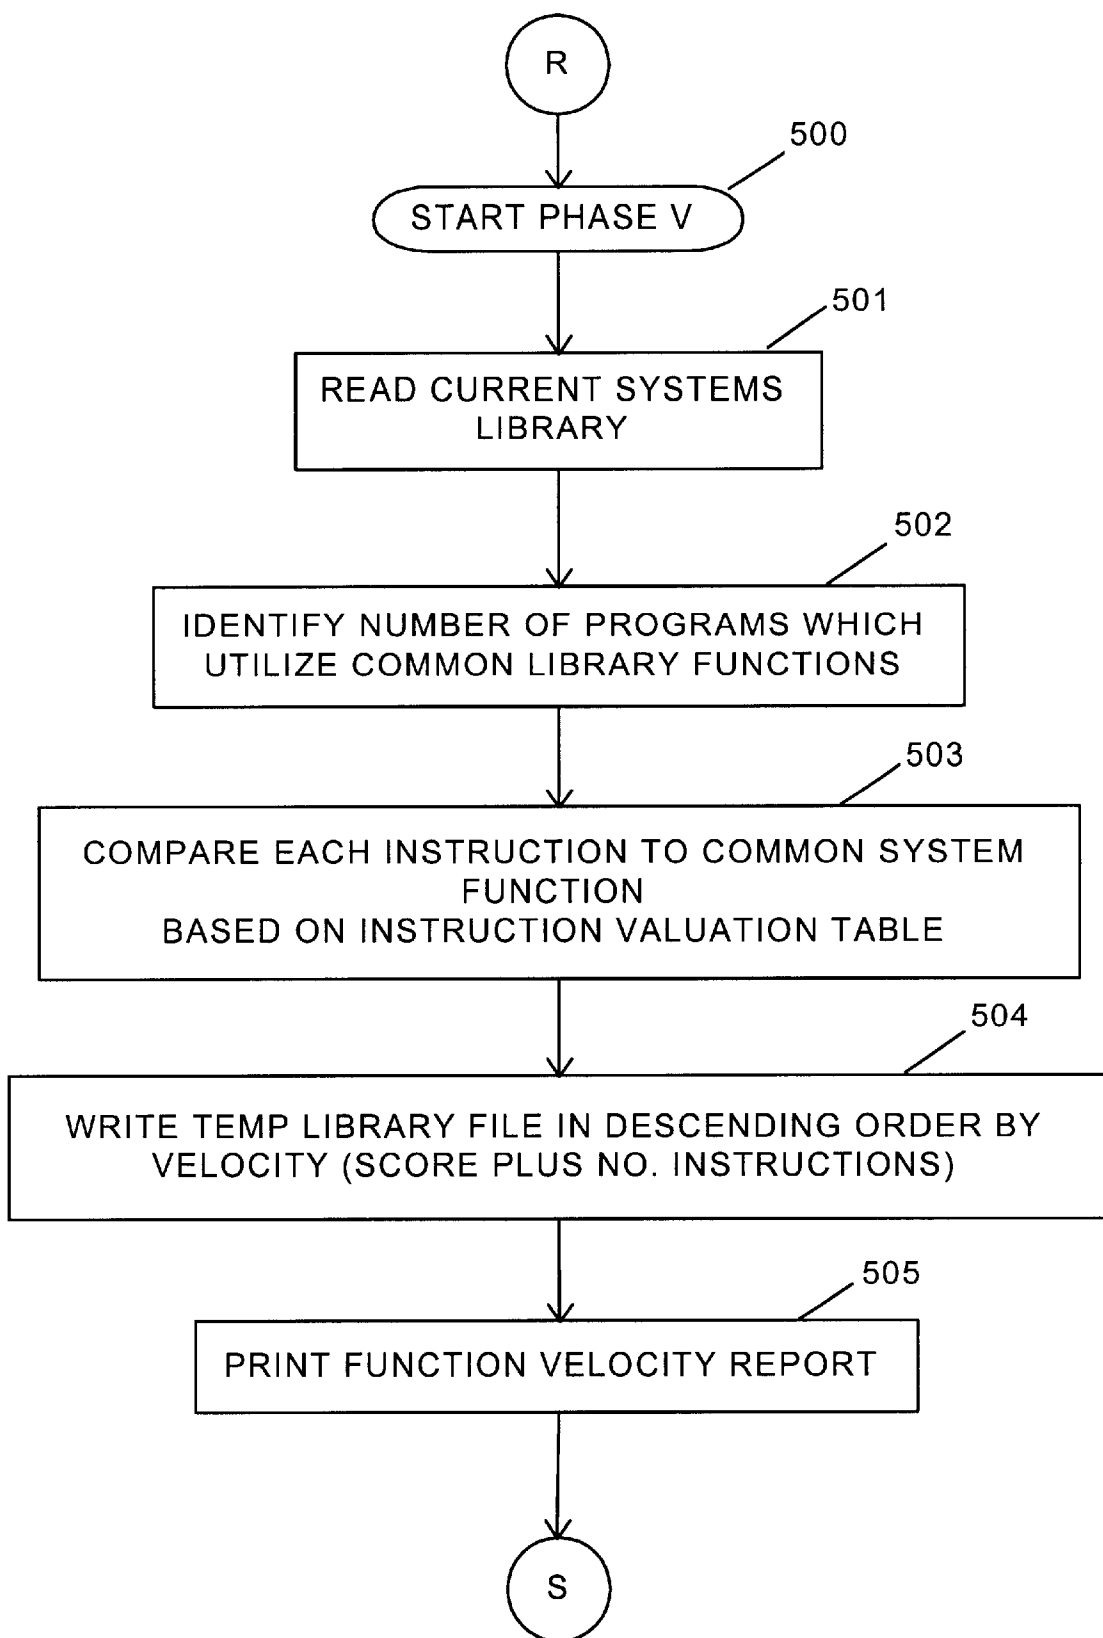 R
500
START PHASE V
501
READ CURRENT SYSTEMS
LIBRARY
502
IDENTIFY NUMBER OF PROGRAMS WHICH
UTILIZE COMMON LIBRARY FUNCTIONS
503
COMPARE EACH INSTRUCTION TO COMMON SYSTEM
FUNCTION
BASED ON INSTRUCTION VALUATION TABLE
504
WRITE TEMP LIBRARY FILE IN DESCENDING ORDER BY
VELOCITY (SCORE PLUS NO. INSTRUCTIONS)
505
PRINT FUNCTION VELOCITY REPORT
S